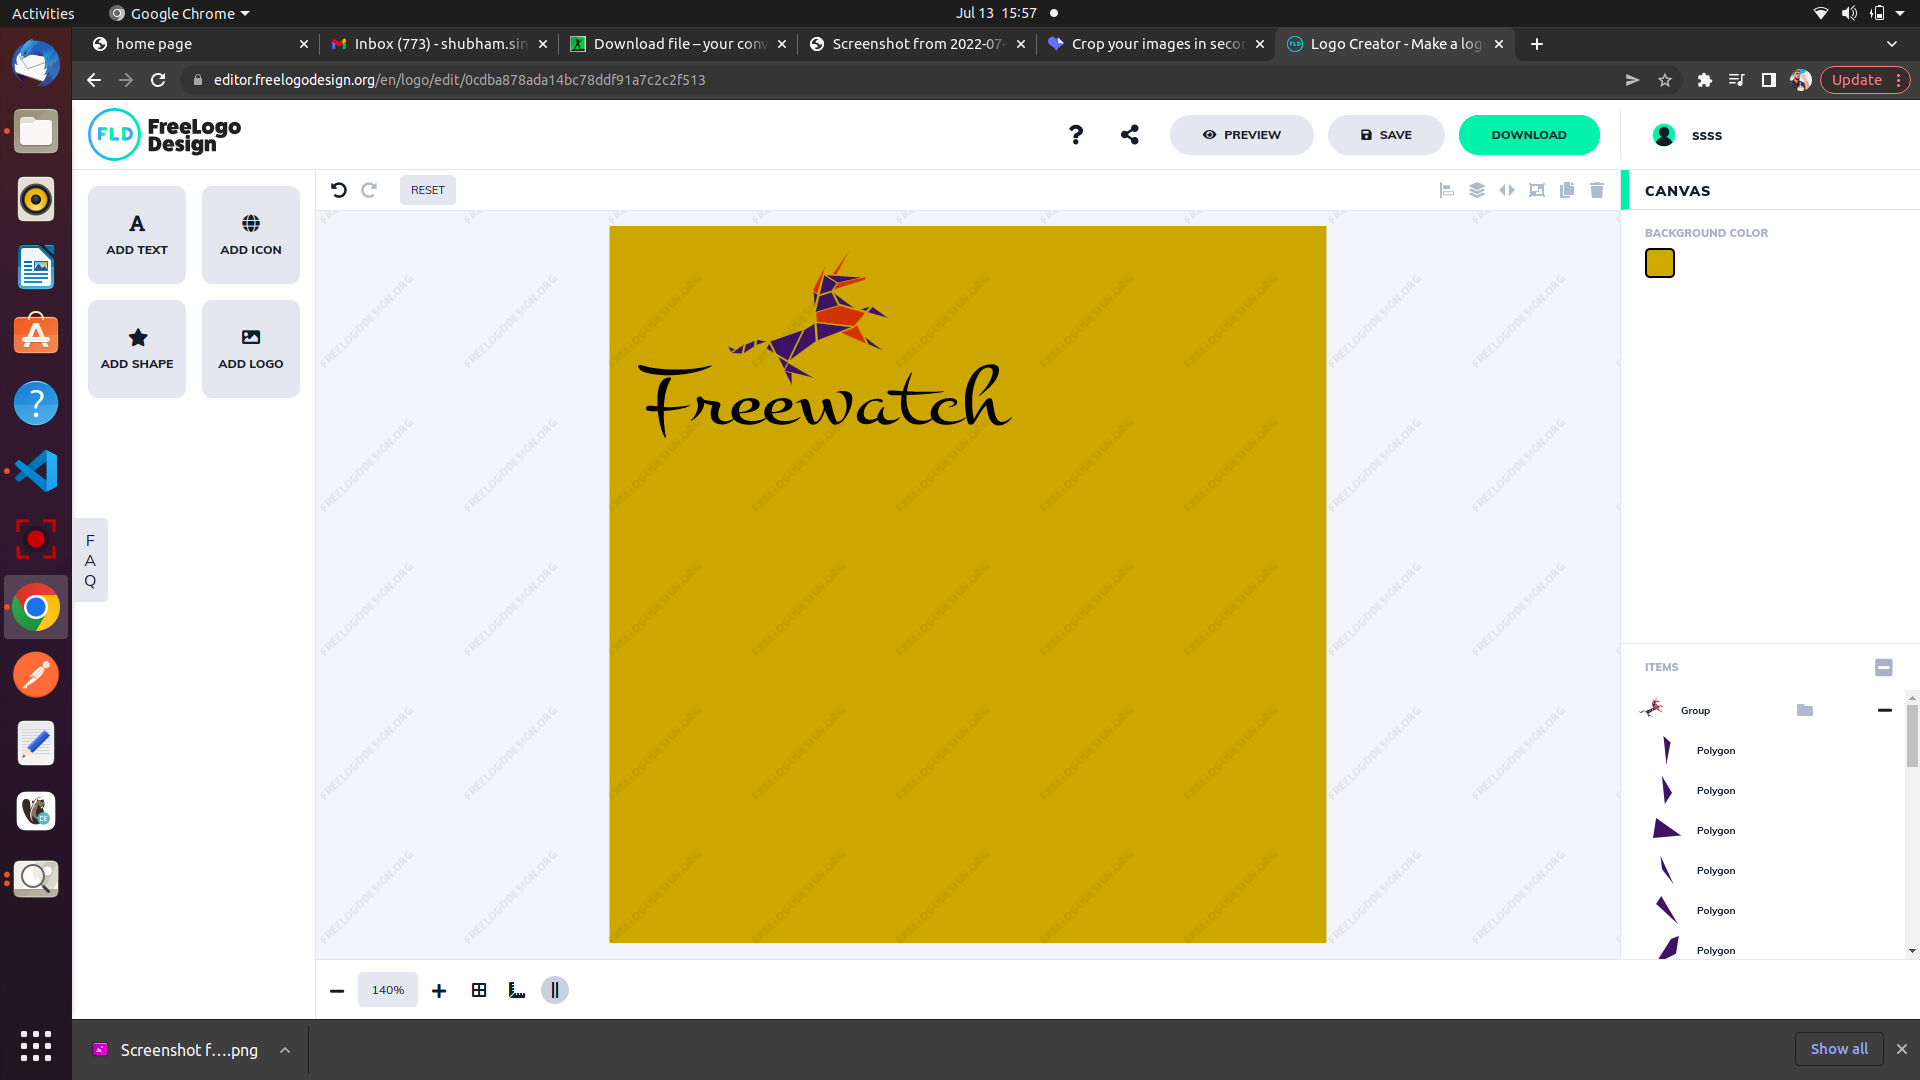 Activities
Google Chrome
Jul 13 15:57
home page
Inbox (773) - shubham.sin
Download file – your conv
Screenshot from 2022-07-
Crop your images in secon
Logo Creator - Make a log
editor.freelogodesign.org/en/logo/edit/0cdba878ada14bc78ddf91a7c2c2f513
Update
FLD FreeLogo
Design
PREVIEW
SAVE
DOWNLOAD
ssss
RESET
CANVAS
ADD TEXT
ADD ICON
BACKGROUND COLOR
ADD SHAPE
ADD LOGO
Freewatch
FREELOGODESIGN.ORG
F
A
Q
ITEMS
Group
Polygon
Polygon
Polygon
Polygon
Polygon
Polygon
140%
Screenshot f....png
Show all